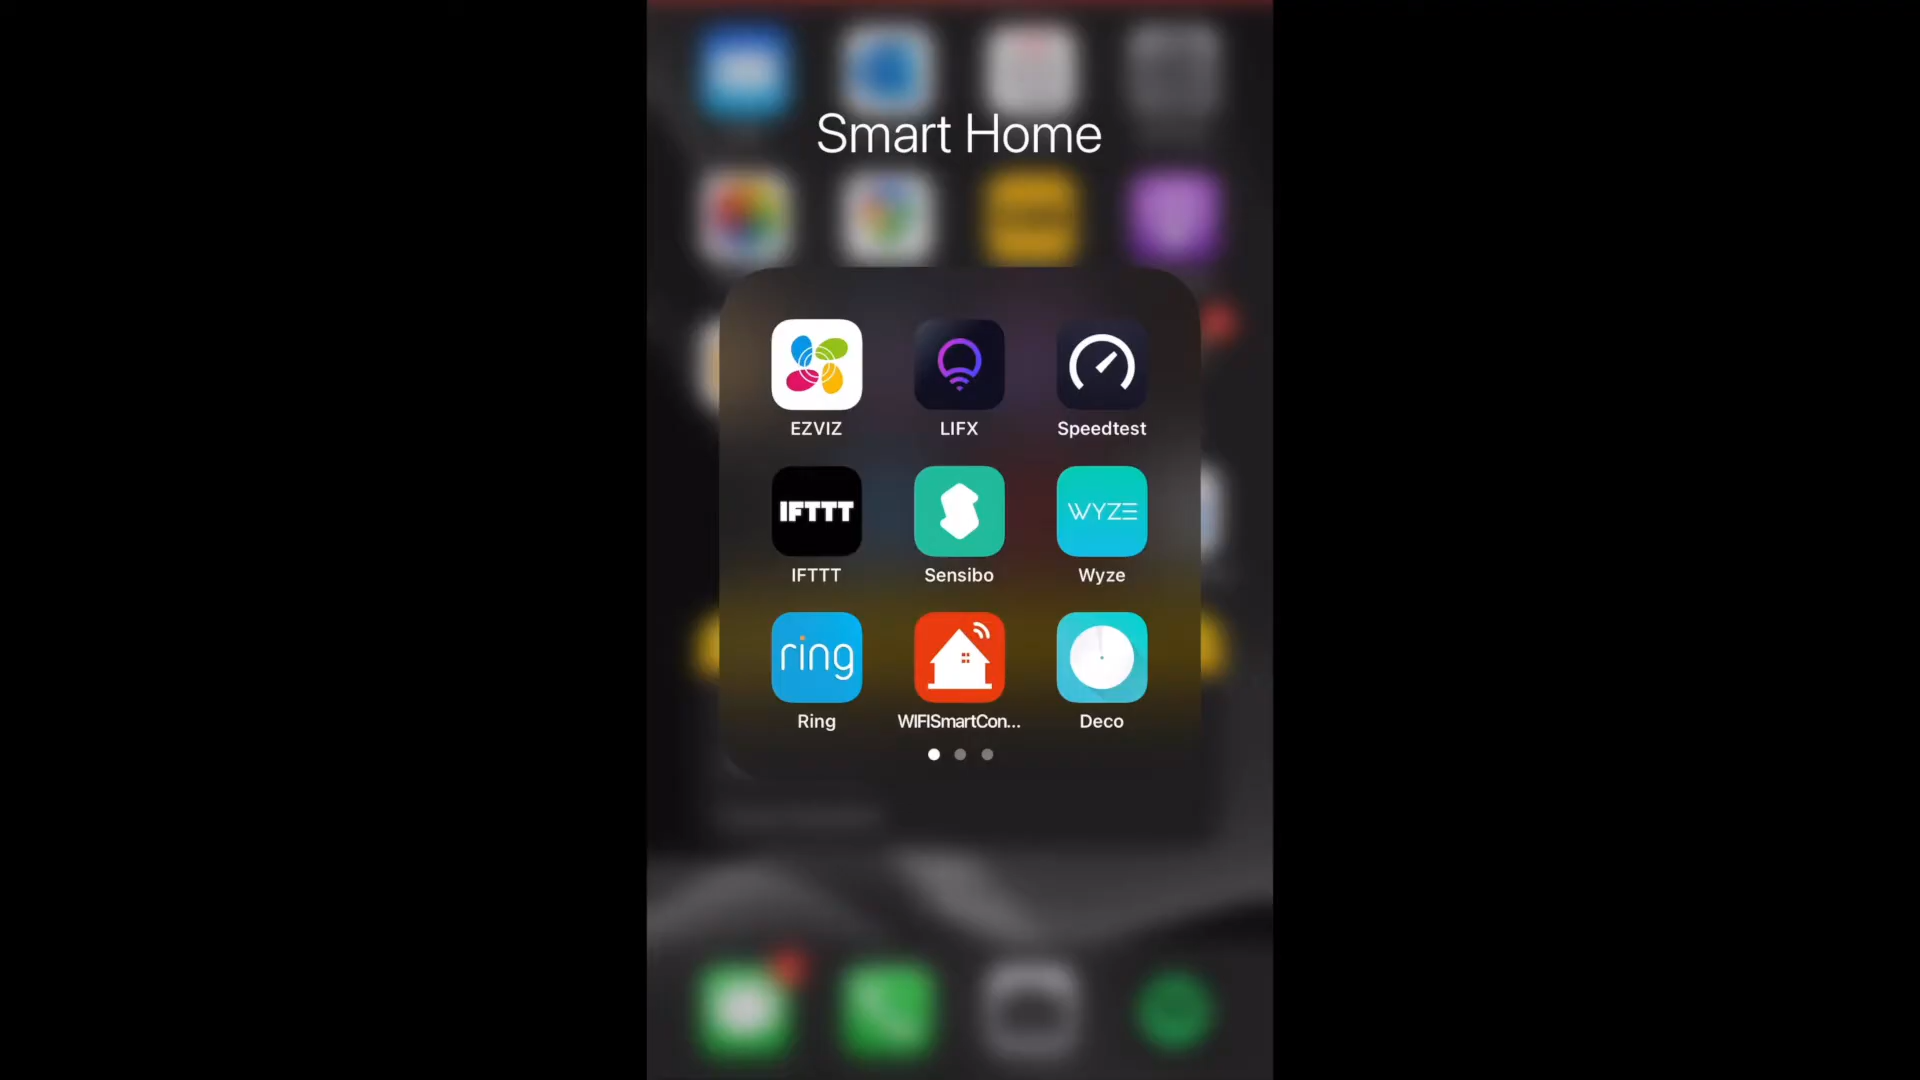 Smart Home
EZVIZ
LIFX
Speedtest
IFTTT
WYZE
IFTTT
Sensibo
Wyze
ring
Ring
WIFISmartCon...
Deco